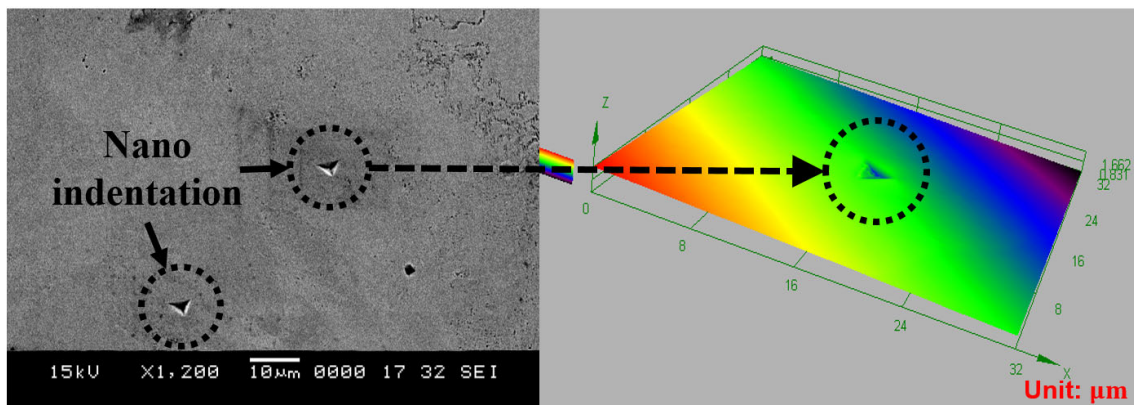 Nano
indentation
15kV X1,200 10µm 0000 17 32 SEI
Z
0
8
16
24
32
X
8
16
24
32
0.831
1.662
Unit: µm